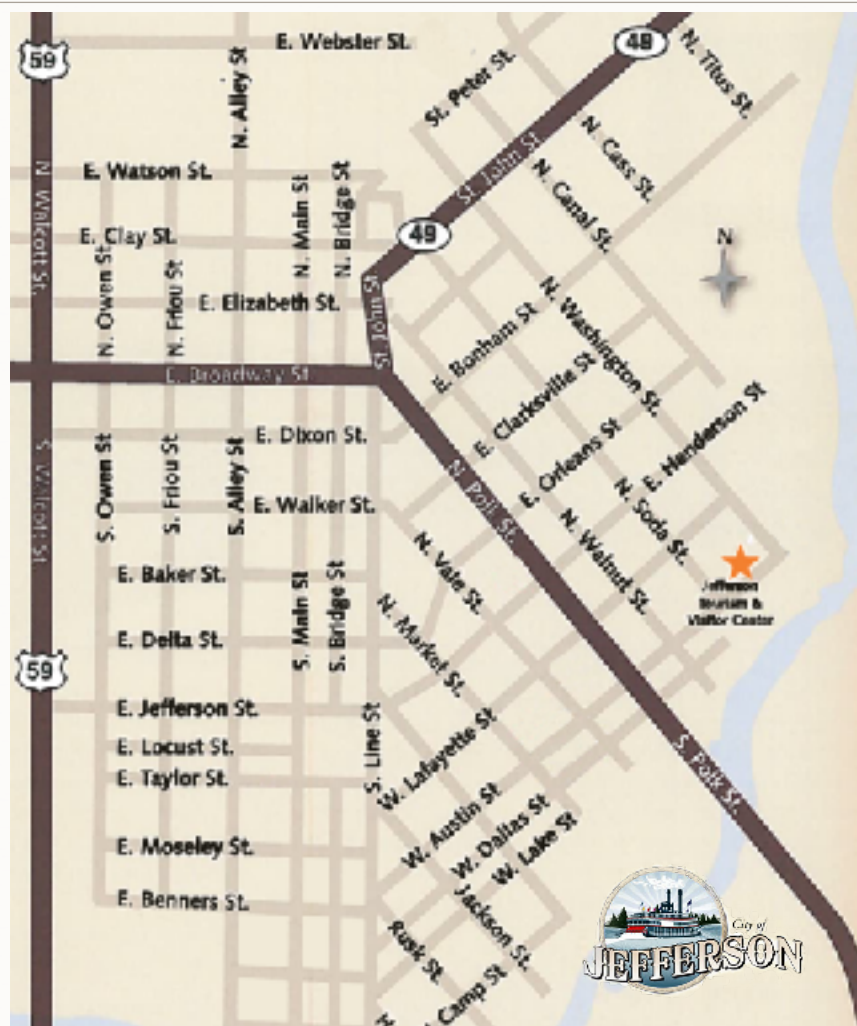 59
E. Webster St.
N. Alley St
48
N. Titus St.
St. Peter St.
E. Watson St.
N. Walcott St.
N. Main St
N. Bridge St
St. John St
N. Cass St.
N. Canal St.
E. Clay St.
49
N
N. Owen St
N. Friou St
E. Elizabeth St.
St. John St
N. Washington St.
E. Bonham St
E. Broadway St
E. Clarksville St
E. Henderson St
E. Dixon St.
S. Walcott St
S. Owen St
S. Friou St
S. Alley St
N. Polk St.
E. Orleans St
N. Soda St.
E. Walker St.
N. Vale St.
N. Walnut St.
E. Baker St.
S. Main St
S. Bridge St
Jefferson
Tourism &
Visitor Center
N. Market St.
E. Delta St.
59
E. Jefferson St.
S. Line St
W. Lafayette St
S. Polk St.
E. Locust St.
E. Taylor St.
W. Austin St
W. Dallas St
W. Lake St
E. Moseley St.
E. Benners St.
Jackson St.
Rusk St
Camp St
City of
JEFFERSON